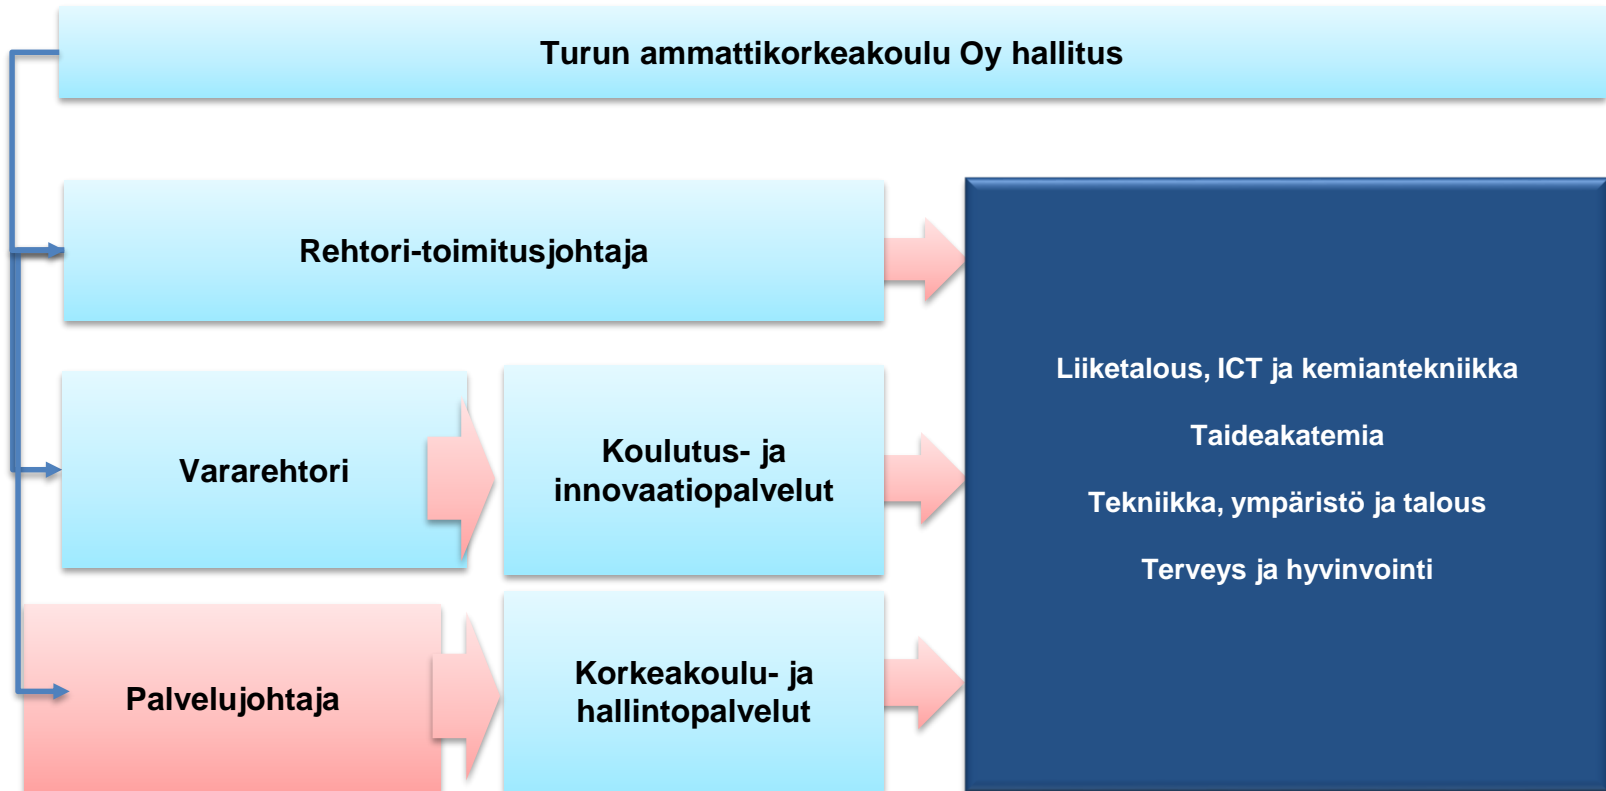 Turun ammattikorkeakoulu Oy hallitus
Rehtori-toimitusjohtaja
Vararehtori
Koulutus- ja
innovaatiopalvelut
Palvelujohtaja
Korkeakoulu- ja
hallintopalvelut
Liiketalous, ICT ja kemiantekniikka
Taideakatemia
Tekniikka, ympäristö ja talous
Terveys ja hyvinvointi